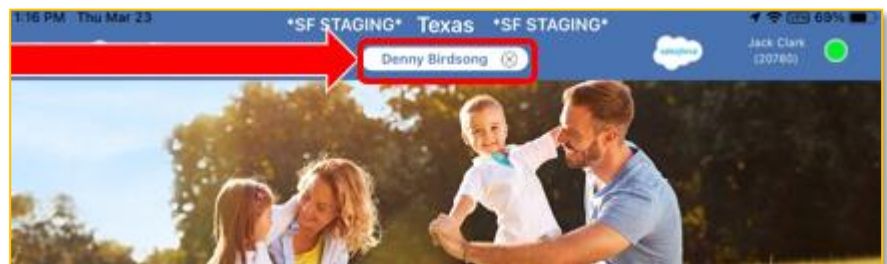 1:16 PM Thu Mar 23
*SF STAGING* Texas *SF STAGING*
69%
Denny Birdsong
salesforce
Jack Clark
(20760)